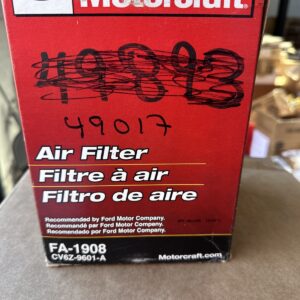 Motorcraft®
#49893
49017
Air Filter
Filtre à air
Filtro de aire
Recommended by Ford Motor Company.
Recommandé par Ford Motor Company.
Recomendado por Ford Motor Company.
FA-1908
CV6Z-9601-A
Motorcraft.com